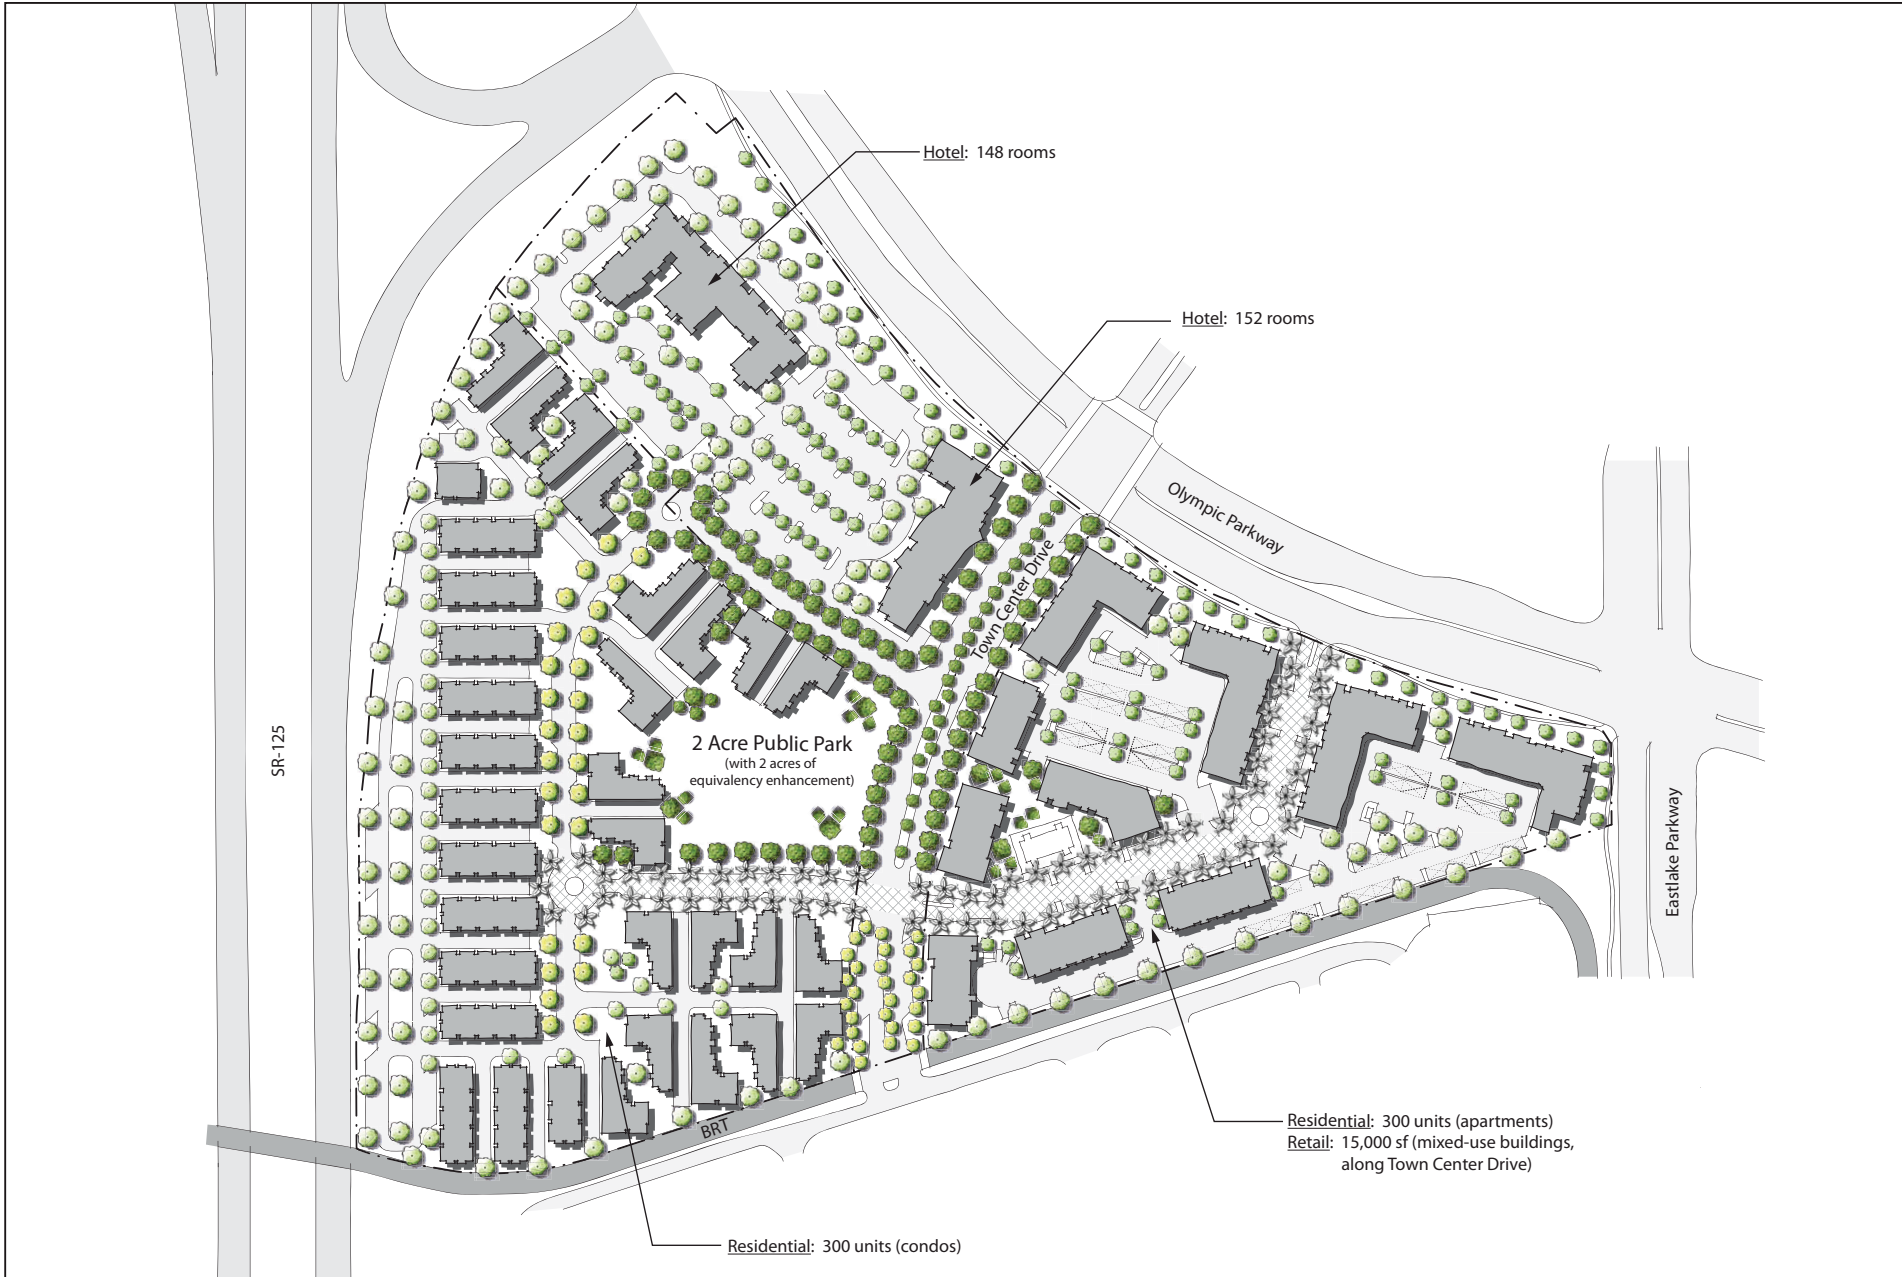 Hotel: 148 rooms
Hotel: 152 rooms
Olympic Parkway
Town Center Drive
SR-125
2 Acre Public Park
(with 2 acres of
equivalency enhancement)
Eastlake Parkway
BRT
Residential: 300 units (apartments)
Retail: 15,000 sf (mixed-use buildings,
along Town Center Drive)
Residential: 300 units (condos)